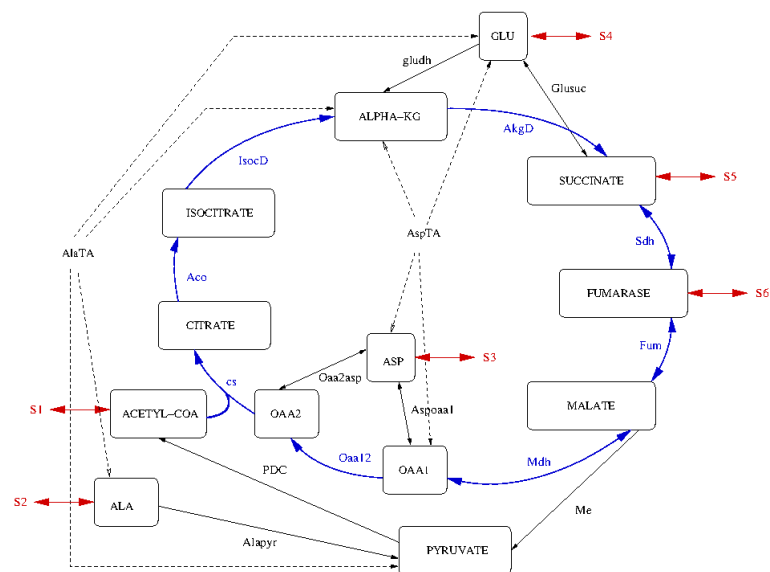 GLU
S4
gludh
Glusuc
ALPHA–KG
AkgD
IsocD
SUCCINATE
S5
ISOCITRATE
AlaTA
AspTA
Sdh
Aco
FUMARASE
S6
CITRATE
Fum
ASP
S3
Oaa2asp
cs
Aspoaa1
S1
ACETYL–COA
OAA2
MALATE
Oaa12
OAA1
Mdh
PDC
S2
ALA
Me
Alapyr
PYRUVATE